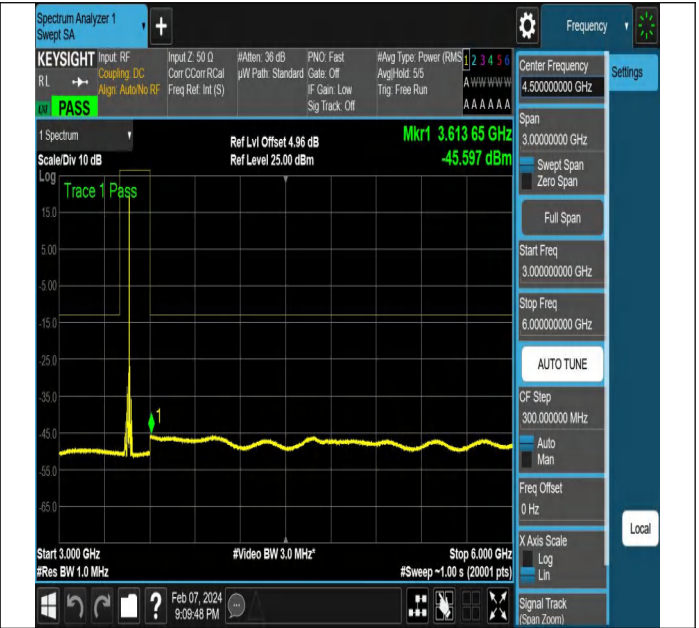 Spectrum Analyzer 1
Swept SA
+
Frequency
KEYSIGHT
RL
LXI PASS
Input: RF
Coupling: DC
Align: Auto/No RF
Input Z: 50 Ω
Corr CCorr RCal
Freq Ref: Int (S)
#Atten: 36 dB
µW Path: Standard
PNO: Fast
Gate: Off
IF Gain: Low
Sig Track: Off
#Avg Type: Power (RMS
Avg|Hold: 5/5
Trig: Free Run
1 2 3 4 5 6
A W W W W W
A A A A A A
1 Spectrum
Scale/Div 10 dB
Ref Lvl Offset 4.96 dB
Ref Level 25.00 dBm
Mkr1 3.613 65 GHz
-45.597 dBm
Log
Trace 1 Pass
15.0
5.00
-5.00
-15.0
-25.0
-35.0
1
-45.0
-55.0
-65.0
Start 3.000 GHz
#Res BW 1.0 MHz
#Video BW 3.0 MHz*
Stop 6.000 GHz
#Sweep ~1.00 s (20001 pts)
Feb 07, 2024
9:09:48 PM
Center Frequency
4.500000000 GHz
Settings
Span
3.00000000 GHz
Swept Span
Zero Span
Full Span
Start Freq
3.000000000 GHz
Stop Freq
6.000000000 GHz
AUTO TUNE
CF Step
300.000000 MHz
Auto
Man
Freq Offset
0 Hz
X Axis Scale
Log
Lin
Local
Signal Track
(Span Zoom)